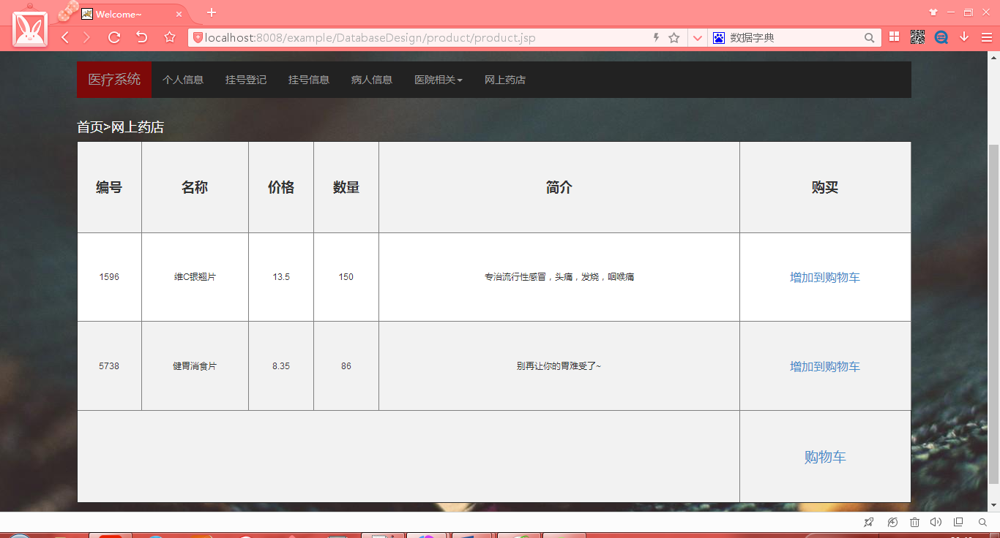 Welcome~
localhost:8008/example/DatabaseDesign/product/product.jsp
数据字典
医疗系统 个人信息 挂号登记 挂号信息 病人信息 医院相关 网上药店
首页>网上药店
编号 名称 价格 数量 简介 购买
1596 维C银翘片 13.5 150 专治流行性感冒，头痛，发烧，咽喉痛 增加到购物车
5738 健胃消食片 8.35 86 别再让你的胃难受了~ 增加到购物车
购物车